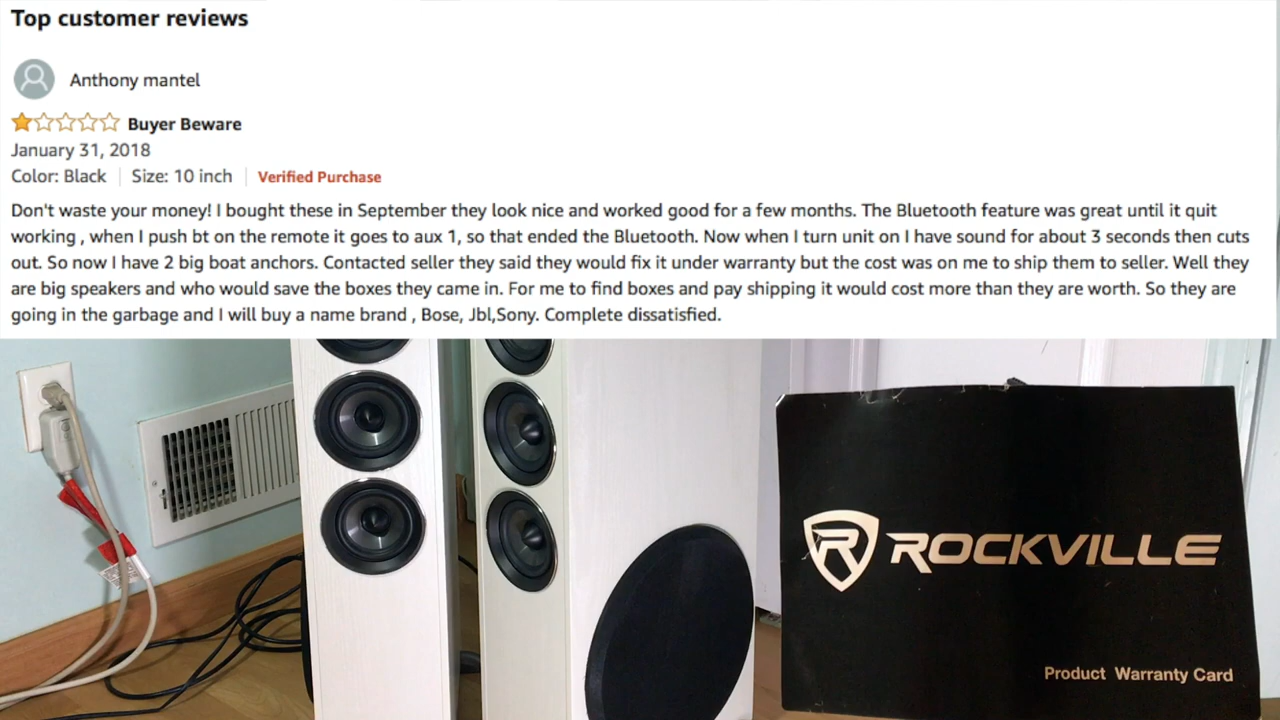 Top customer reviews
Anthony mantel
Buyer Beware
January 31, 2018
Color: Black | Size: 10 inch | Verified Purchase
Don't waste your money! I bought these in September they look nice and worked good for a few months. The Bluetooth feature was great until it quit
working , when I push bt on the remote it goes to aux 1, so that ended the Bluetooth. Now when I turn unit on I have sound for about 3 seconds then cuts
out. So now I have 2 big boat anchors. Contacted seller they said they would fix it under warranty but the cost was on me to ship them to seller. Well they
are big speakers and who would save the boxes they came in. For me to find boxes and pay shipping it would cost more than they are worth. So they are
going in the garbage and I will buy a name brand , Bose, Jbl,Sony. Complete dissatisfied.
R ROCKVILLE
Product Warranty Card